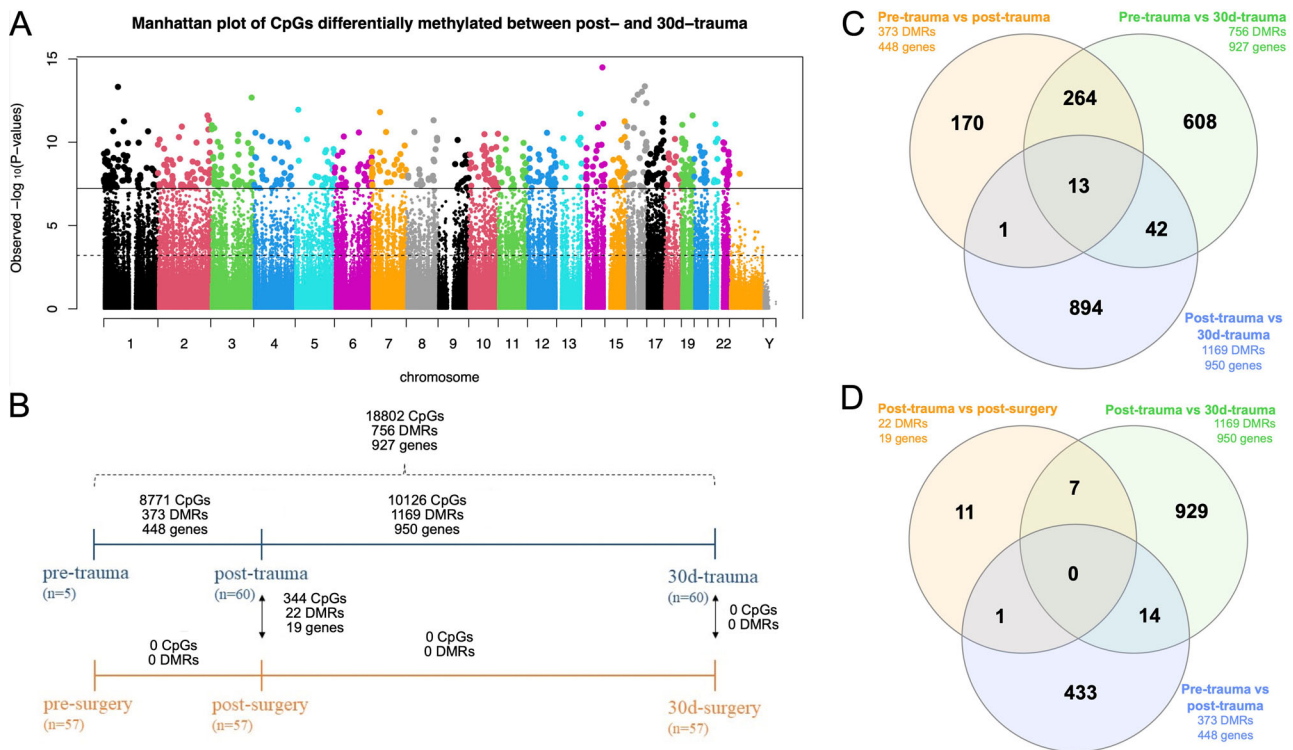 A
Manhattan plot of CpGs differentially methylated between post– and 30d–trauma
Observed –log 10(P-values)
15
10
5
0
1 2 3 4 5 6 7 8 9 10 11 12 13 15 17 19 22 Y
chromosome
B
18802 CpGs
756 DMRs
927 genes
8771 CpGs
373 DMRs
448 genes
10126 CpGs
1169 DMRs
950 genes
pre-trauma
(n=5)
post-trauma
(n=60)
30d-trauma
(n=60)
344 CpGs
22 DMRs
19 genes
0 CpGs
0 DMRs
0 CpGs
0 DMRs
0 CpGs
0 DMRs
pre-surgery
(n=57)
post-surgery
(n=57)
30d-surgery
(n=57)
C
Pre-trauma vs post-trauma
373 DMRs
448 genes
Pre-trauma vs 30d-trauma
756 DMRs
927 genes
170
264
608
13
1
42
894
Post-trauma vs
30d-trauma
1169 DMRs
950 genes
D
Post-trauma vs post-surgery
22 DMRs
19 genes
Post-trauma vs 30d-trauma
1169 DMRs
950 genes
11
7
929
0
1
14
433
Pre-trauma vs
post-trauma
373 DMRs
448 genes